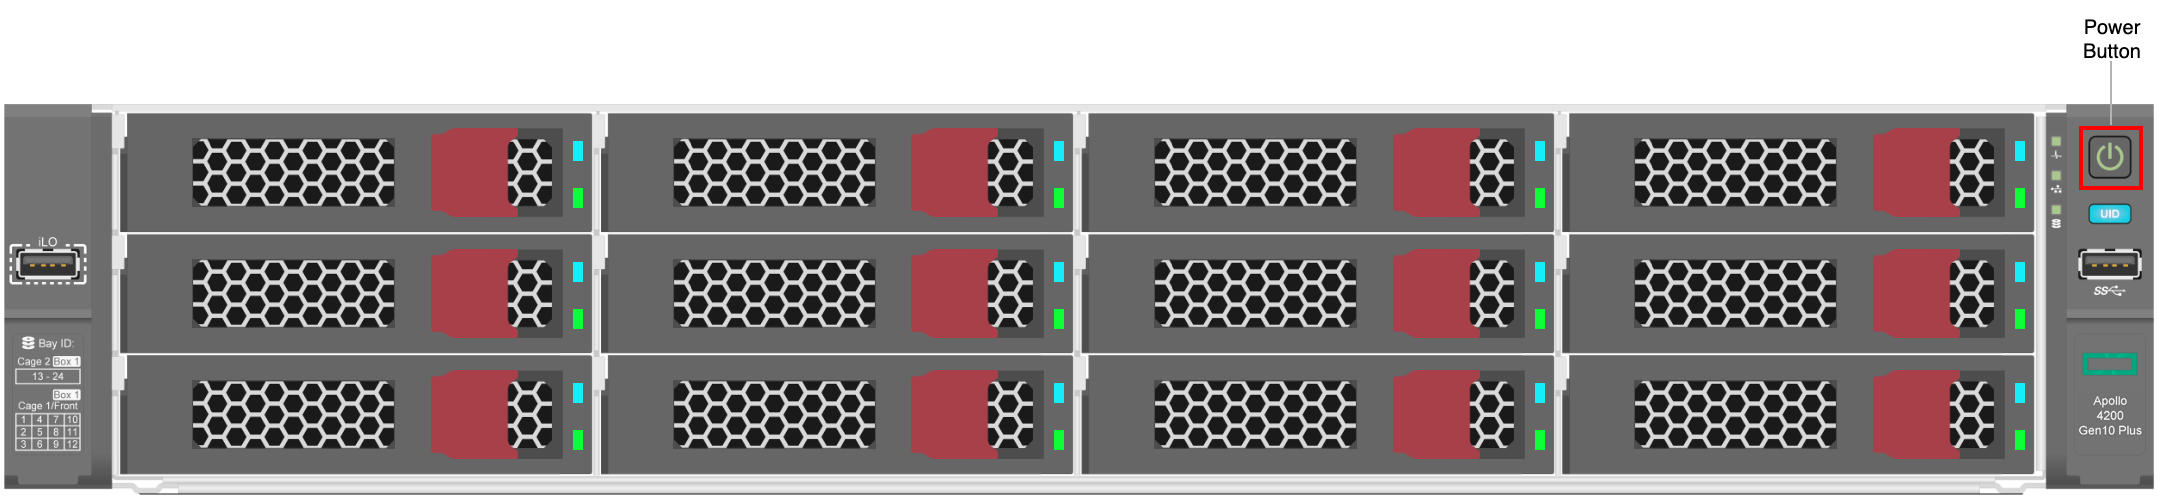 Power
Button
iLO
UID
SS
Bay ID:
Cage 2 Box 1
13 - 24
Box 1
Cage 1/Front
1 4 7 10
2 5 8 11
3 6 9 12
Apollo
4200
Gen10 Plus